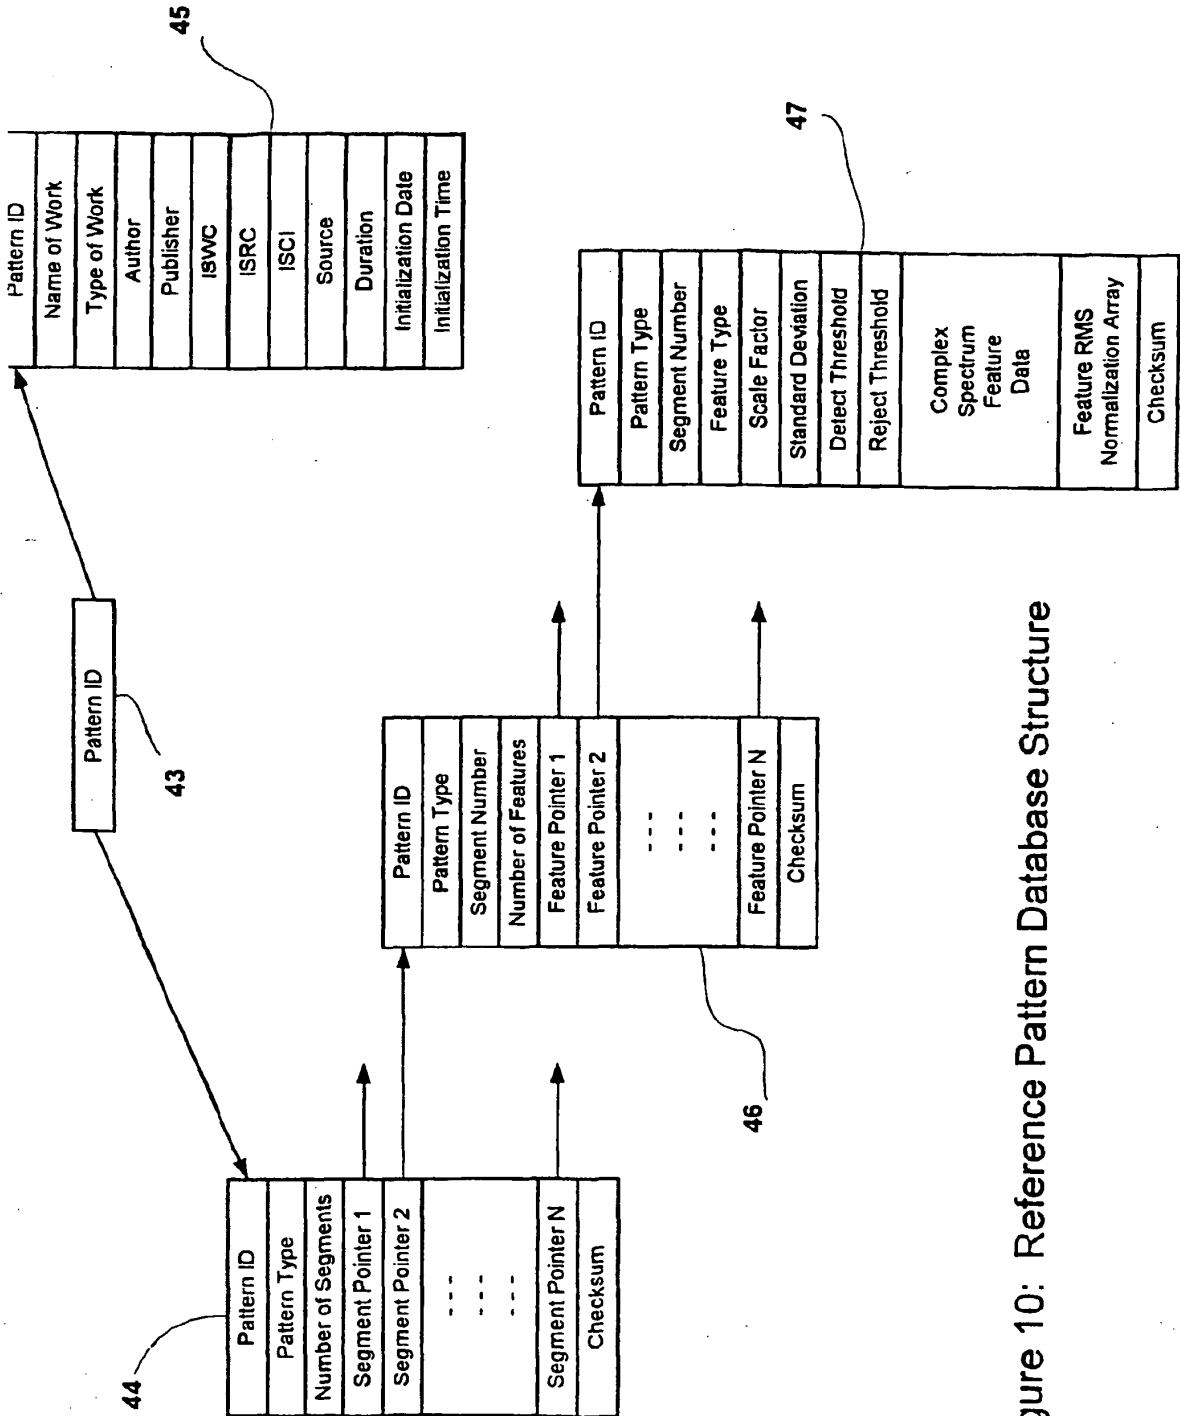 43
Pattern ID
44
Pattern ID
Pattern Type
Number of Segments
Segment Pointer 1
Segment Pointer 2
- - -
- - -
- - -
Segment Pointer N
Checksum
45
Pattern ID
Name of Work
Type of Work
Author
Publisher
ISWC
ISRC
ISCI
Source
Duration
Initialization Date
Initialization Time
46
Pattern ID
Pattern Type
Segment Number
Number of Features
Feature Pointer 1
Feature Pointer 2
- - -
- - -
- - -
Feature Pointer N
Checksum
47
Pattern ID
Pattern Type
Segment Number
Feature Type
Scale Factor
Standard Deviation
Detect Threshold
Reject Threshold
Complex
Spectrum
Feature
Data
Feature RMS
Normalization Array
Checksum
gure 10: Reference Pattern Database Structure